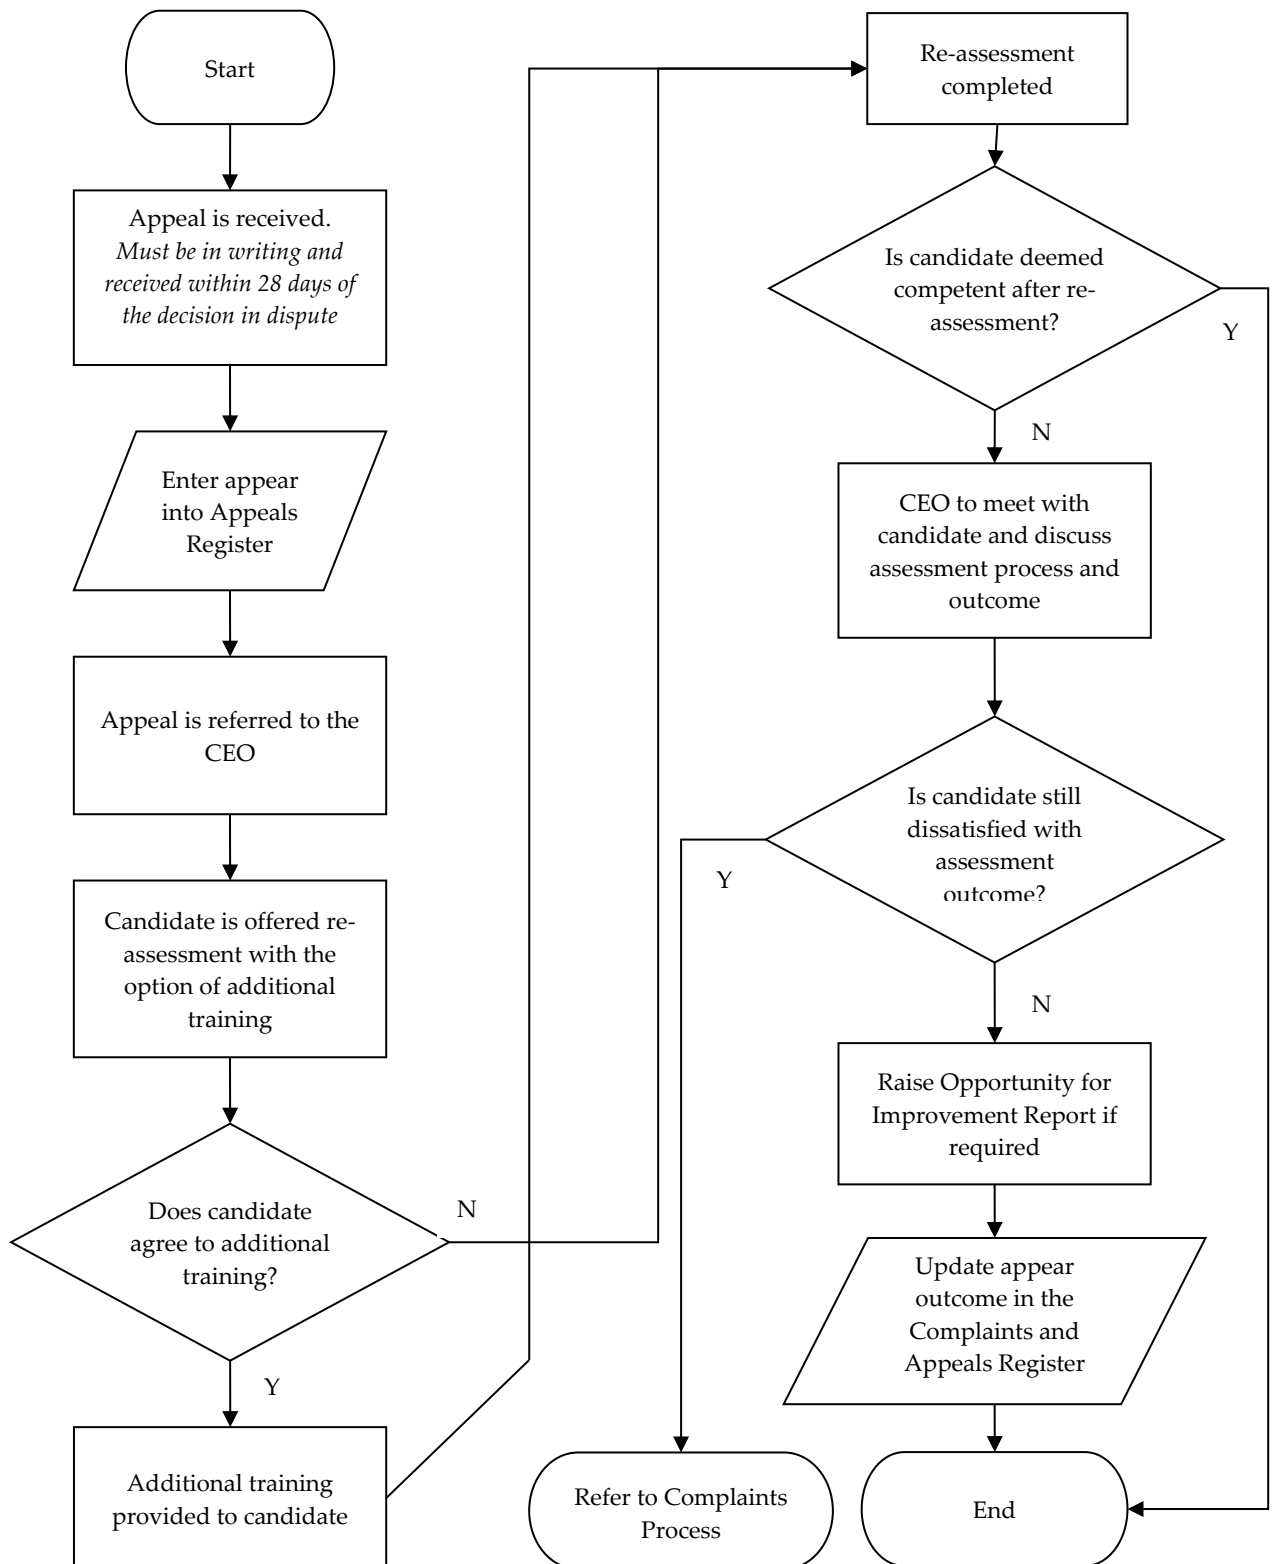 Start
Appeal is received.
Must be in writing and
received within 28 days of
the decision in dispute
Enter appear
into Appeals
Register
Appeal is referred to the
CEO
Candidate is offered re-
assessment with the
option of additional
training
Does candidate
agree to additional
training?
N
Y
Additional training
provided to candidate
Re-assessment
completed
Is candidate deemed
competent after re-
assessment?
Y
N
CEO to meet with
candidate and discuss
assessment process and
outcome
Is candidate still
dissatisfied with
assessment
outcome?
Y
N
Raise Opportunity for
Improvement Report if
required
Update appear
outcome in the
Complaints and
Appeals Register
Refer to Complaints
Process
End